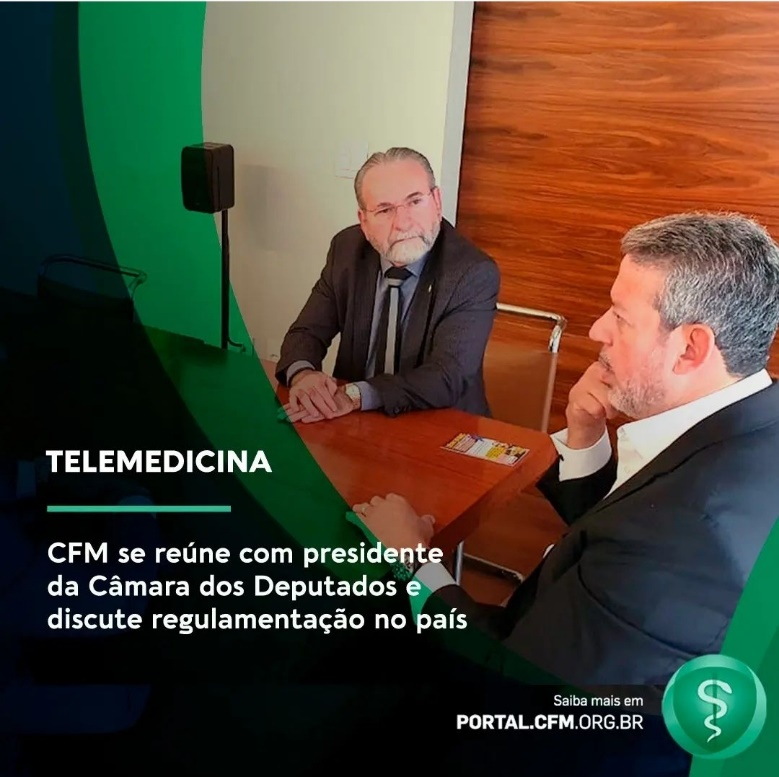 TELEMEDICINA
CFM se reúne com presidente
da Câmara dos Deputados e
discute regulamentação no país
Saiba mais em
PORTAL.CFM.ORG.BR